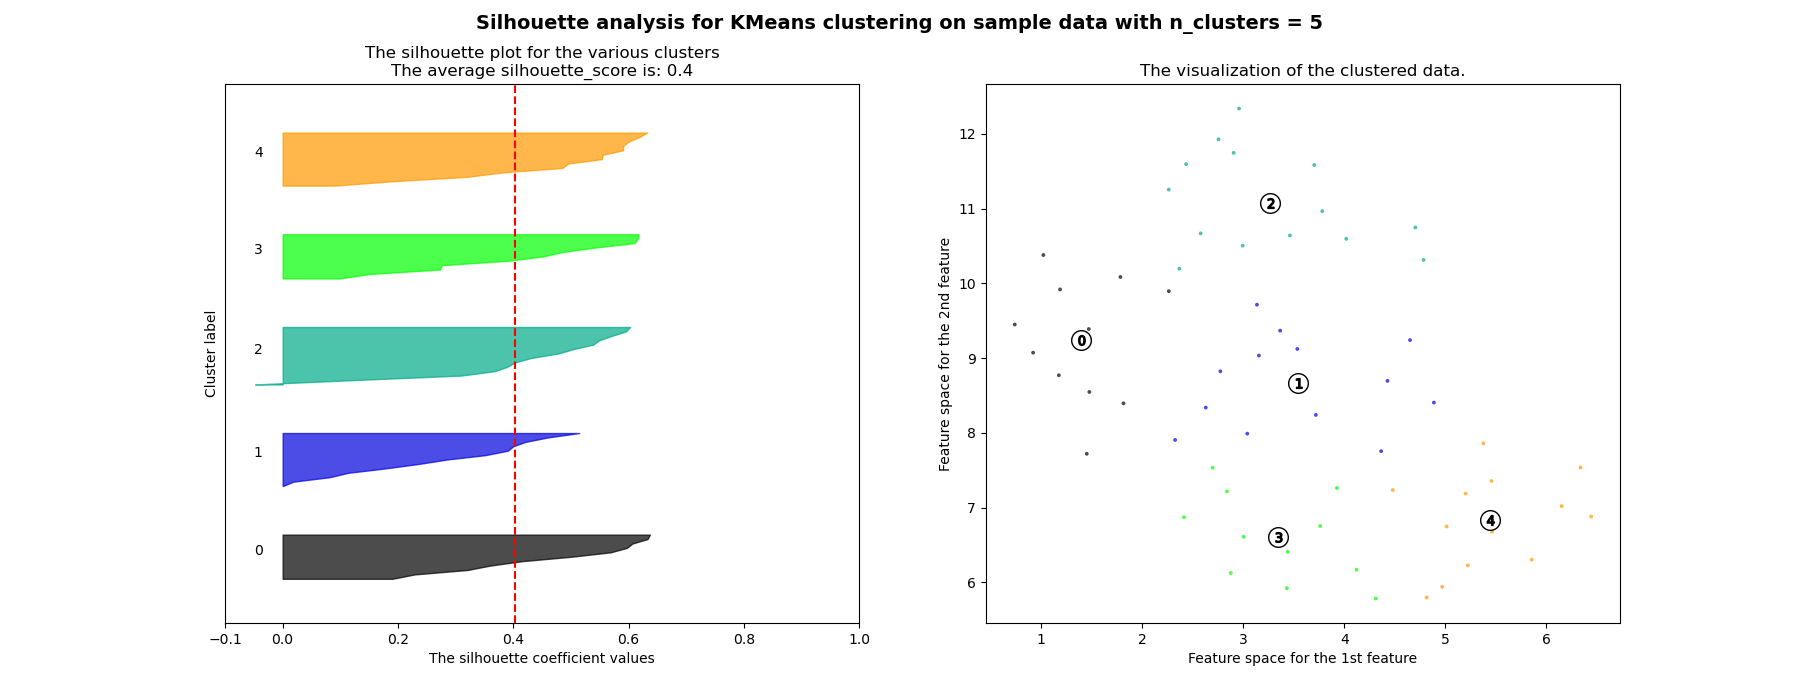 Silhouette analysis for KMeans clustering on sample data with n_clusters = 5
The silhouette plot for the various clusters
The average silhouette_score is: 0.4
Cluster label
4
3
2
1
0
−0.1 0.0 0.2 0.4 0.6 0.8 1.0
The silhouette coefficient values
The visualization of the clustered data.
Feature space for the 2nd feature
12
11
10
9
8
7
6
2
0
1
4
3
1 2 3 4 5 6
Feature space for the 1st feature